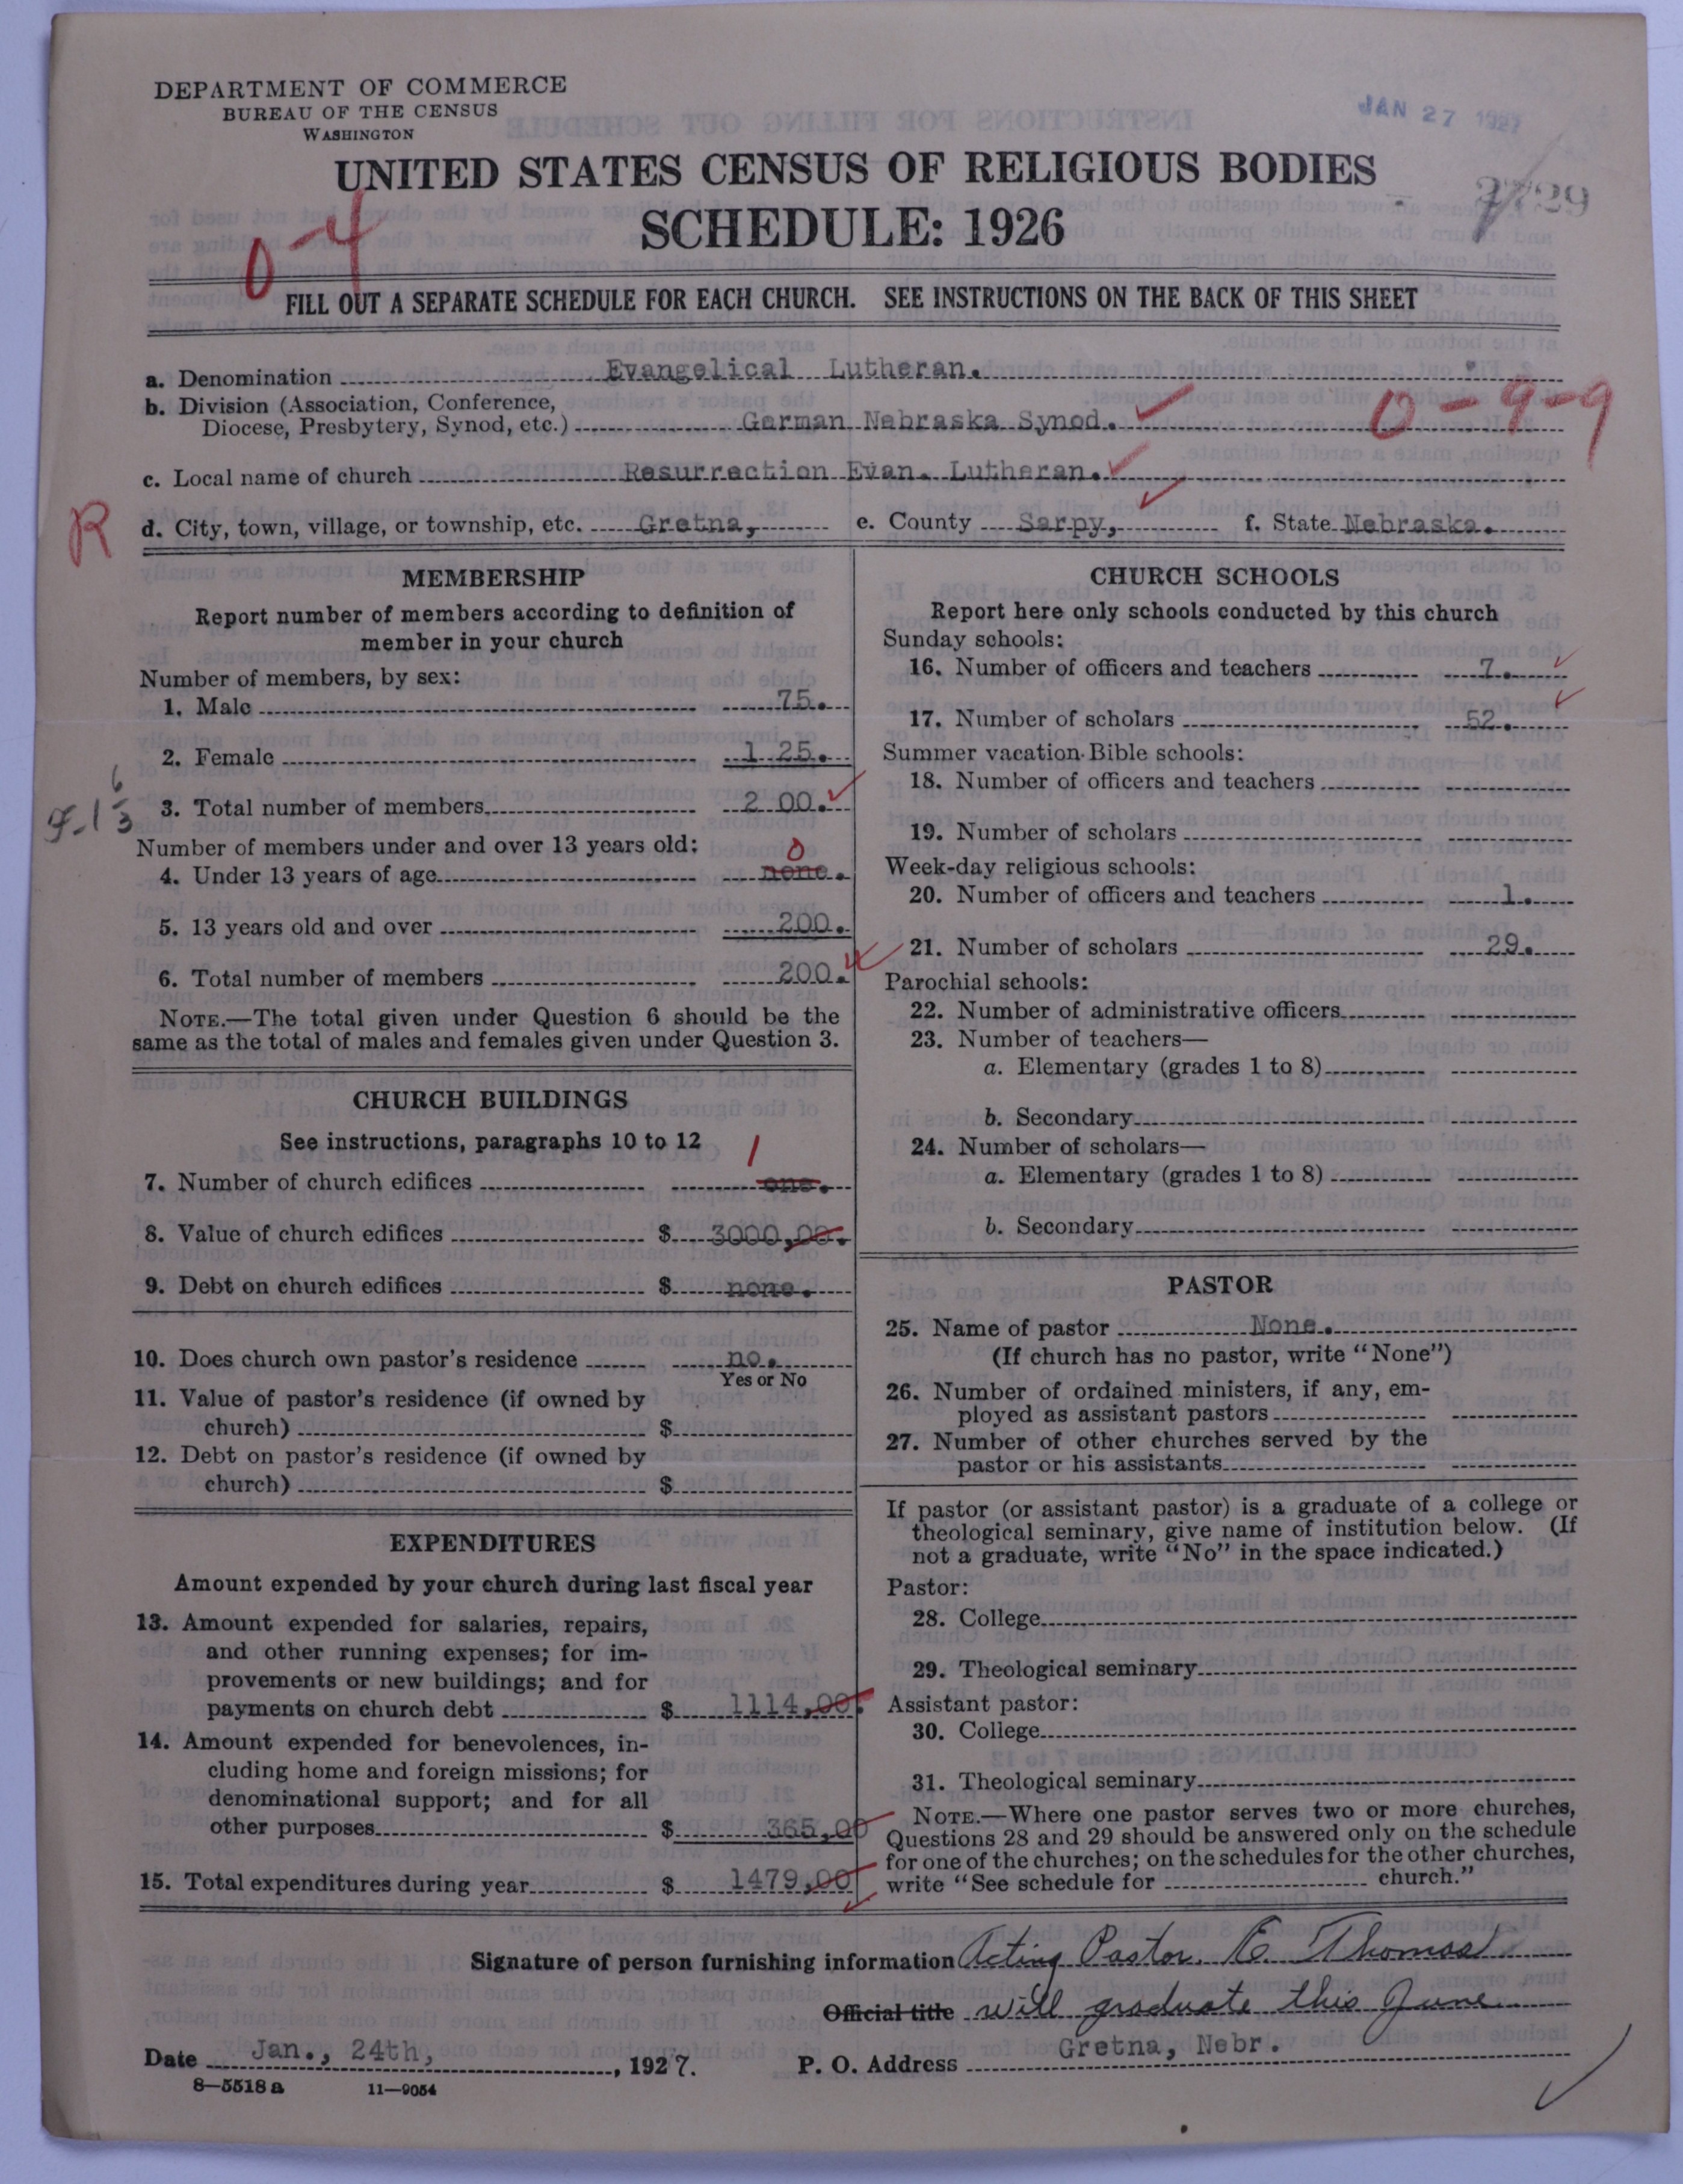 DEPARTMENT OF COMMERCE
BUREAU OF THE CENSUS
WASHINGTON
JAN 27 1927
UNITED STATES CENSUS OF RELIGIOUS BODIES
SCHEDULE: 1926
0-4
FILL OUT A SEPARATE SCHEDULE FOR EACH CHURCH. SEE INSTRUCTIONS ON THE BACK OF THIS SHEET
a. Denomination Evangelical Lutheran.
b. Division (Association, Conference,
Diocese, Presbytery, Synod, etc.) German Nebraska Synod. 0-9-9
c. Local name of church Resurrection Evan. Lutheran.
R d. City, town, village, or township, etc. Gretna, e. County Sarpy, f. State Nebraska.
MEMBERSHIP
Report number of members according to definition of
member in your church
Number of members, by sex:
1. Male 75.
2. Female 1 25.
3. Total number of members 2 00.
Number of members under and over 13 years old:
0
4. Under 13 years of age none.
5. 13 years old and over 200.
6. Total number of members 200.
NOTE.—The total given under Question 6 should be the
same as the total of males and females given under Question 3.
CHURCH BUILDINGS
See instructions, paragraphs 10 to 12
1
7. Number of church edifices one.
8. Value of church edifices $ 3000,00.
9. Debt on church edifices $ none.
10. Does church own pastor's residence no.
Yes or No
11. Value of pastor's residence (if owned by
church) $
12. Debt on pastor's residence (if owned by
church) $
EXPENDITURES
Amount expended by your church during last fiscal year
13. Amount expended for salaries, repairs,
and other running expenses; for im-
provements or new buildings; and for
payments on church debt $ 1114,00.
14. Amount expended for benevolences, in-
cluding home and foreign missions; for
denominational support; and for all
other purposes $ 365,00
15. Total expenditures during year $ 1479,00
CHURCH SCHOOLS
Report here only schools conducted by this church
Sunday schools:
16. Number of officers and teachers 7.
17. Number of scholars 52.
Summer vacation Bible schools:
18. Number of officers and teachers
19. Number of scholars
Week-day religious schools:
20. Number of officers and teachers 1.
21. Number of scholars 29.
Parochial schools:
22. Number of administrative officers
23. Number of teachers—
a. Elementary (grades 1 to 8)
b. Secondary
24. Number of scholars—
a. Elementary (grades 1 to 8)
b. Secondary
PASTOR
25. Name of pastor None.
(If church has no pastor, write "None")
26. Number of ordained ministers, if any, em-
ployed as assistant pastors
27. Number of other churches served by the
pastor or his assistants
If pastor (or assistant pastor) is a graduate of a college or
theological seminary, give name of institution below. (If
not a graduate, write "No" in the space indicated.)
Pastor:
28. College
29. Theological seminary
Assistant pastor:
30. College
31. Theological seminary
NOTE.—Where one pastor serves two or more churches,
Questions 28 and 29 should be answered only on the schedule
for one of the churches; on the schedules for the other churches,
write "See schedule for church."
Signature of person furnishing information Acting Pastor. E. Thomas
Official title will graduate this June
Date Jan., 24th, , 1927. P. O. Address Gretna, Nebr.
8—5518 a 11—9054